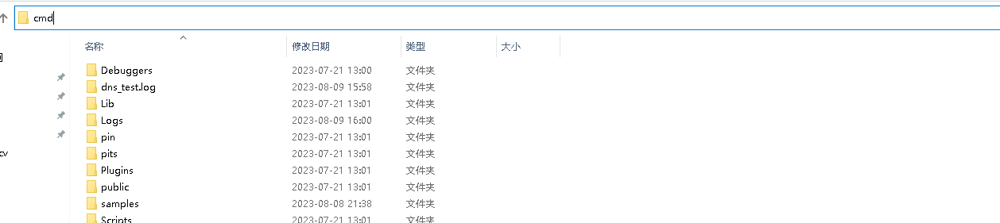 cmd
名称 修改日期 类型 大小
Debuggers 2023-07-21 13:00 文件夹
dns_test.log 2023-08-09 15:58 文件夹
Lib 2023-07-21 13:01 文件夹
Logs 2023-08-09 16:00 文件夹
pin 2023-07-21 13:01 文件夹
pits 2023-07-21 13:01 文件夹
cv
Plugins 2023-07-21 13:01 文件夹
public 2023-07-21 13:01 文件夹
samples 2023-08-08 21:38 文件夹
Scripts 2023-07-21 13:01 文件夹